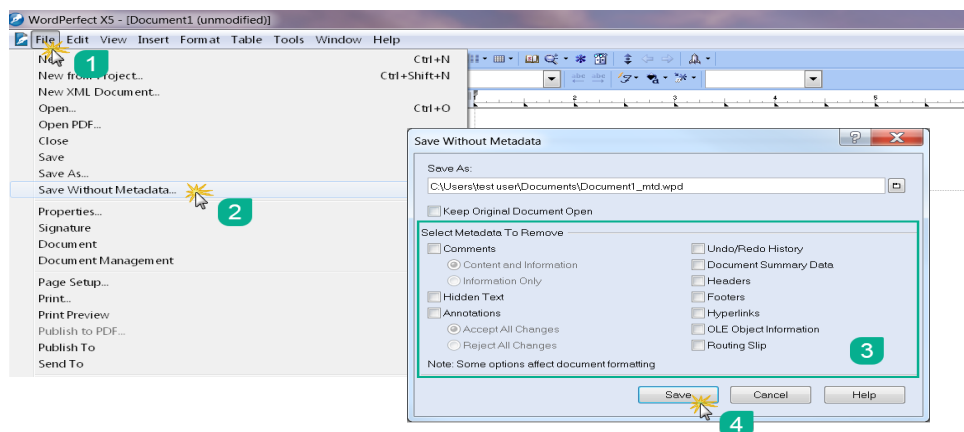 WordPerfect X5 - [Document1 (unmodified)]
File Edit View Insert Format Table Tools Window Help
1
Ctrl+N
New from Project... Ctrl+Shift+N
New XML Document...
Open... Ctrl+O
Open PDF...
Close
Save
Save As...
Save Without Metadata...
2
Properties...
Signature
Document
Document Management
Page Setup...
Print...
Print Preview
Publish to PDF...
Publish To
Send To
2 3 4 5
Save Without Metadata
Save As:
C:\Users\test user\Documents\Document1_mtd.wpd
Keep Original Document Open
Select Metadata To Remove
Comments
Content and Information
Information Only
Hidden Text
Annotations
Accept All Changes
Reject All Changes
Undo/Redo History
Document Summary Data
Headers
Footers
Hyperlinks
OLE Object Information
Routing Slip
3
Note: Some options affect document formatting
Save Cancel Help
4